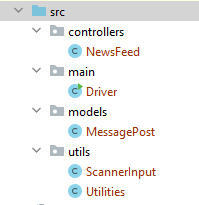 src
controllers
NewsFeed
main
Driver
models
MessagePost
utils
ScannerInput
Utilities